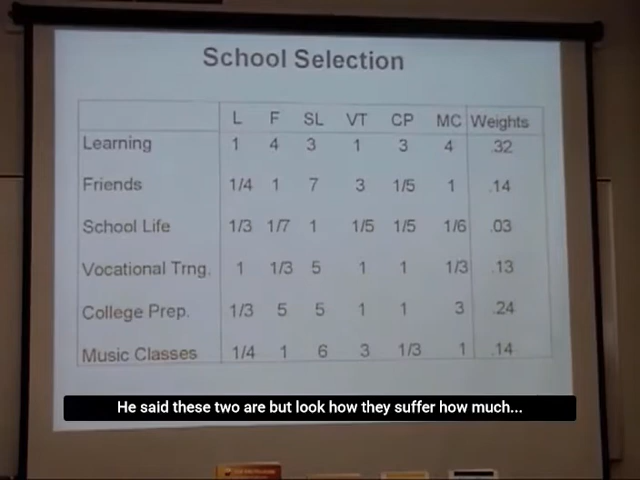 School Selection
L F SL VT CP MC Weights
Learning 1 4 3 1 3 4 .32
Friends 1/4 1 7 3 1/5 1 .14
School Life 1/3 1/7 1 1/5 1/5 1/6 .03
Vocational Trng. 1 1/3 5 1 1 1/3 .13
College Prep. 1/3 5 5 1 1 3 .24
Music Classes 1/4 1 6 3 1/3 1 .14
He said these two are but look how they suffer how much...